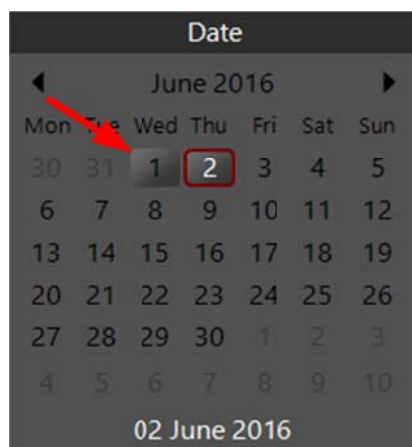 Date
June 2016
Mon Tue Wed Thu Fri Sat Sun
30 31 1 2 3 4 5
6 7 8 9 10 11 12
13 14 15 16 17 18 19
20 21 22 23 24 25 26
27 28 29 30 1 2 3
4 5 6 7 8 9 10
02 June 2016